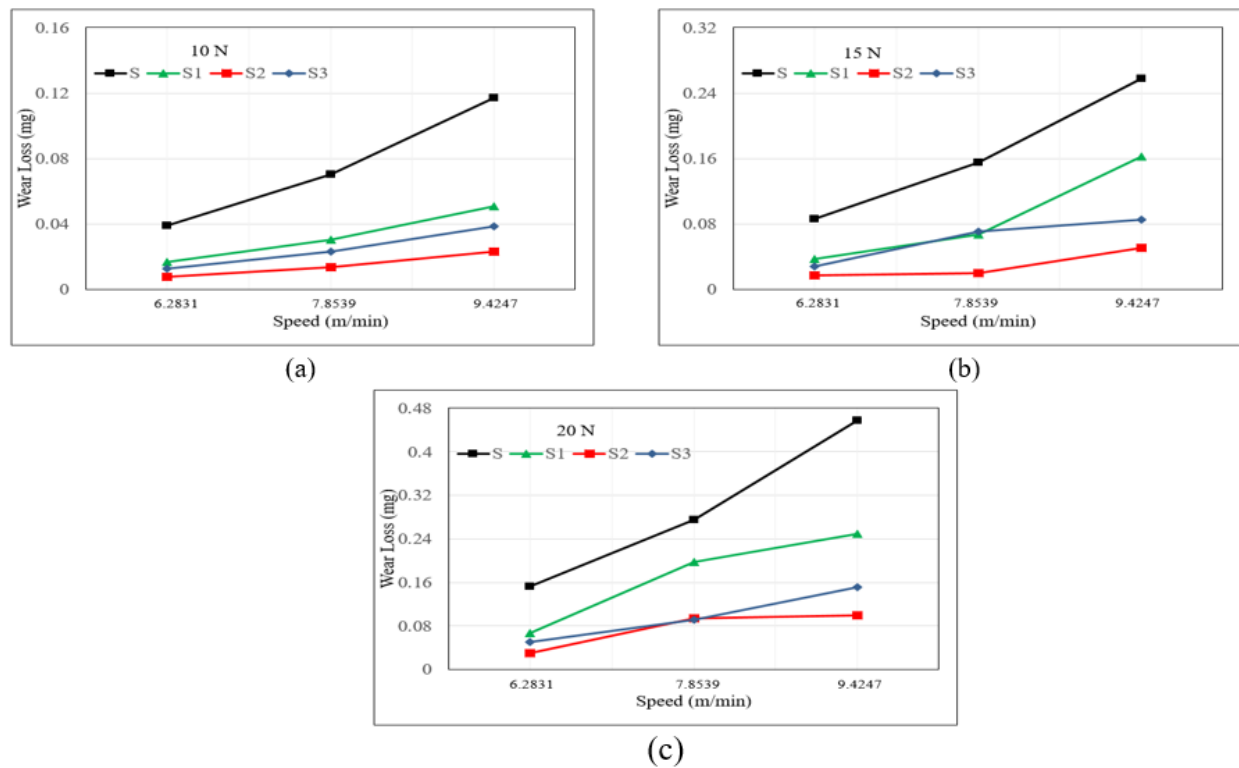 0.16
10 N
S S1 S2 S3
0.12
0.08
0.04
0
6.2831 7.8539 9.4247
Wear Loss (mg)
Speed (m/min)
(a)
0.32
15 N
S S1 S2 S3
0.24
0.16
0.08
0
6.2831 7.8539 9.4247
Wear Loss (mg)
Speed (m/min)
(b)
0.48
20 N
S S1 S2 S3
0.4
0.32
0.24
0.16
0.08
0
6.2831 7.8539 9.4247
Wear Loss (mg)
Speed (m/min)
(c)